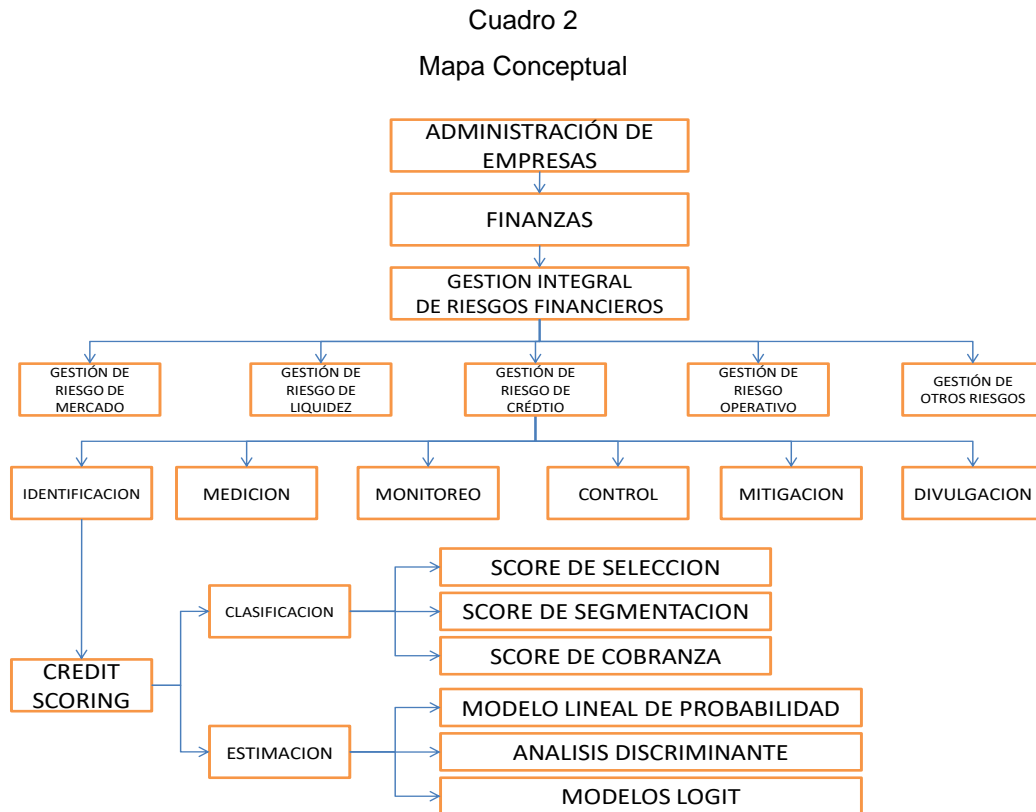 Cuadro 2
Mapa Conceptual
ADMINISTRACIÓN DE
EMPRESAS
FINANZAS
GESTION INTEGRAL
DE RIESGOS FINANCIEROS
GESTIÓN DE
RIESGO DE
MERCADO
GESTIÓN DE
RIESGO DE
LIQUIDEZ
GESTIÓN DE
RIESGO DE
CRÉDTIO
GESTIÓN DE
RIESGO
OPERATIVO
GESTIÓN DE
OTROS RIESGOS
IDENTIFICACION
MEDICION
MONITOREO
CONTROL
MITIGACION
DIVULGACION
CREDIT
SCORING
CLASIFICACION
SCORE DE SELECCION
SCORE DE SEGMENTACION
SCORE DE COBRANZA
ESTIMACION
MODELO LINEAL DE PROBABILIDAD
ANALISIS DISCRIMINANTE
MODELOS LOGIT